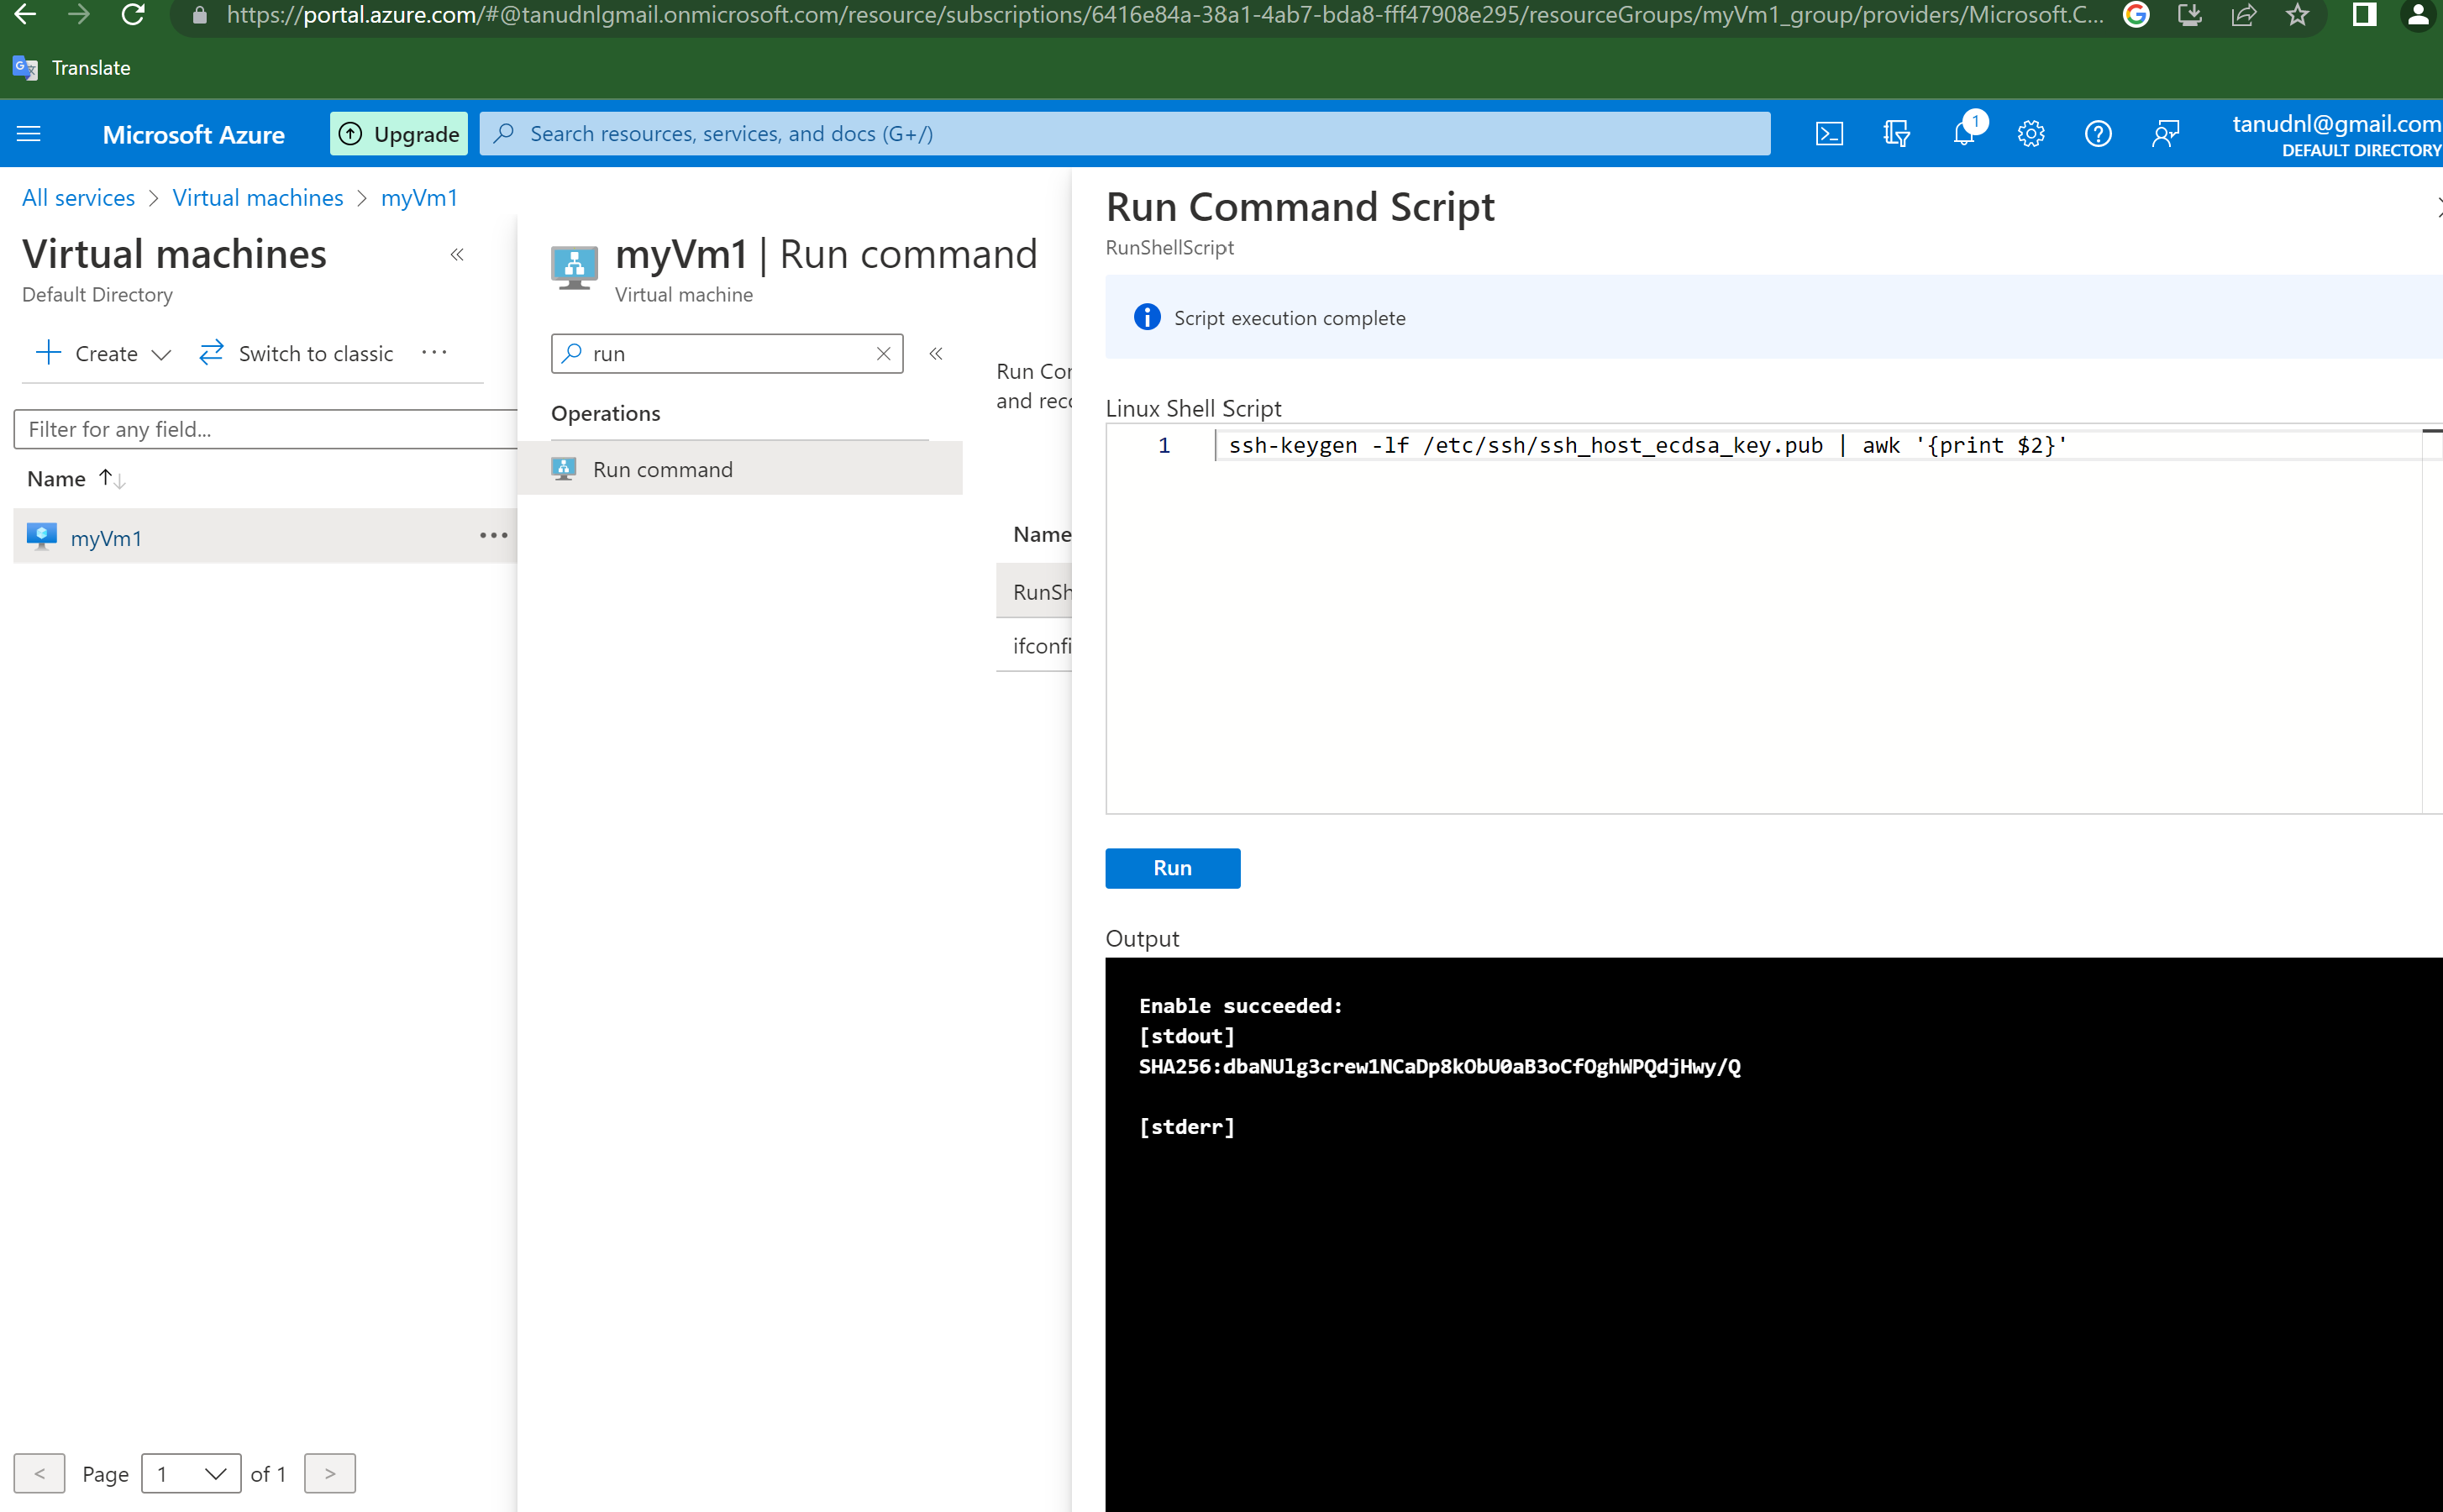 https://portal.azure.com/#@tanudnlgmail.onmicrosoft.com/resource/subscriptions/6416e84a-38a1-4ab7-bda8-fff47908e295/resourceGroups/myVm1_group/providers/Microsoft.C...
Translate
Microsoft Azure
Upgrade
Search resources, services, and docs (G+/)
1
tanudnl@gmail.com
DEFAULT DIRECTORY
All services > Virtual machines > myVm1
Virtual machines
Default Directory
Create
Switch to classic
Filter for any field...
Name
myVm1
< Page 1 of 1 >
myVm1 | Run command
Virtual machine
run
Operations
Run command
Run Cor
and recc
Name
RunSh
ifconfi
Run Command Script
RunShellScript
Script execution complete
Linux Shell Script
1 ssh-keygen -lf /etc/ssh/ssh_host_ecdsa_key.pub | awk '{print $2}'
Run
Output
Enable succeeded:
[stdout]
SHA256:dbaNUlg3crew1NCaDp8kObU0aB3oCfOghWPQdjHwy/Q
[stderr]